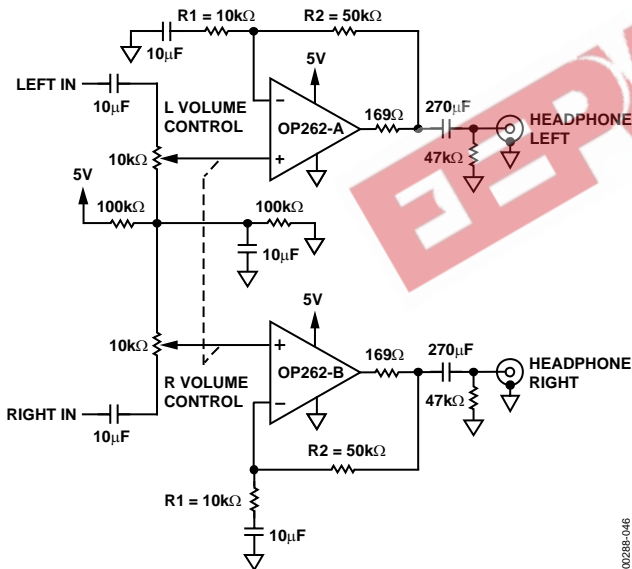 R1 = 10kΩ
R2 = 50kΩ
10μF
5V
LEFT IN
10μF
L VOLUME
CONTROL
OP262-A
169Ω
270μF
HEADPHONE
LEFT
47kΩ
10kΩ
5V
100kΩ
100kΩ
10μF
5V
10kΩ
OP262-B
169Ω
270μF
HEADPHONE
RIGHT
47kΩ
R VOLUME
CONTROL
RIGHT IN
10μF
R2 = 50kΩ
R1 = 10kΩ
10μF
00288-046